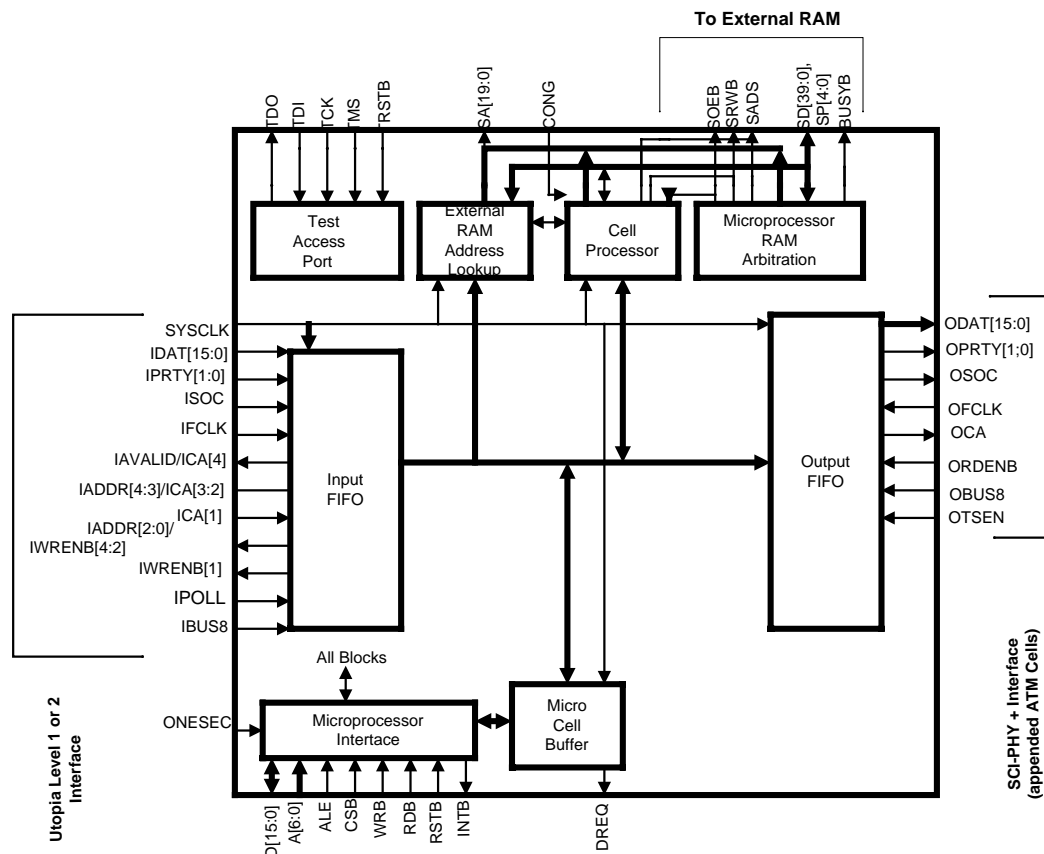 To External RAM
TDO
TDI
TCK
TMS
TRSTB
SA[19:0]
CONG
SOEB
SRWB
SADS
SD[39:0],
SP[4:0]
BUSYB
Test
Access
Port
External
RAM
Address
Lookup
Cell
Processor
Microprocessor
RAM
Arbitration
SYSCLK
IDAT[15:0]
IPRTY[1:0]
ISOC
IFCLK
IAVALID/ICA[4]
IADDR[4:3]/ICA[3:2]
ICA[1]
IADDR[2:0]/
IWRENB[4:2]
IWRENB[1]
IPOLL
IBUS8
Input
FIFO
Output
FIFO
ODAT[15:0]
OPRTY[1;0]
OSOC
OFCLK
OCA
ORDENB
OBUS8
OTSEN
All Blocks
ONESEC
Microprocessor
Intertace
Micro
Cell
Buffer
D[15:0]
A[6:0]
ALE
CSB
WRB
RDB
RSTB
INTB
DREQ
Utopia Level 1 or 2
Interface
SCI-PHY + Interface
(appended ATM Cells)